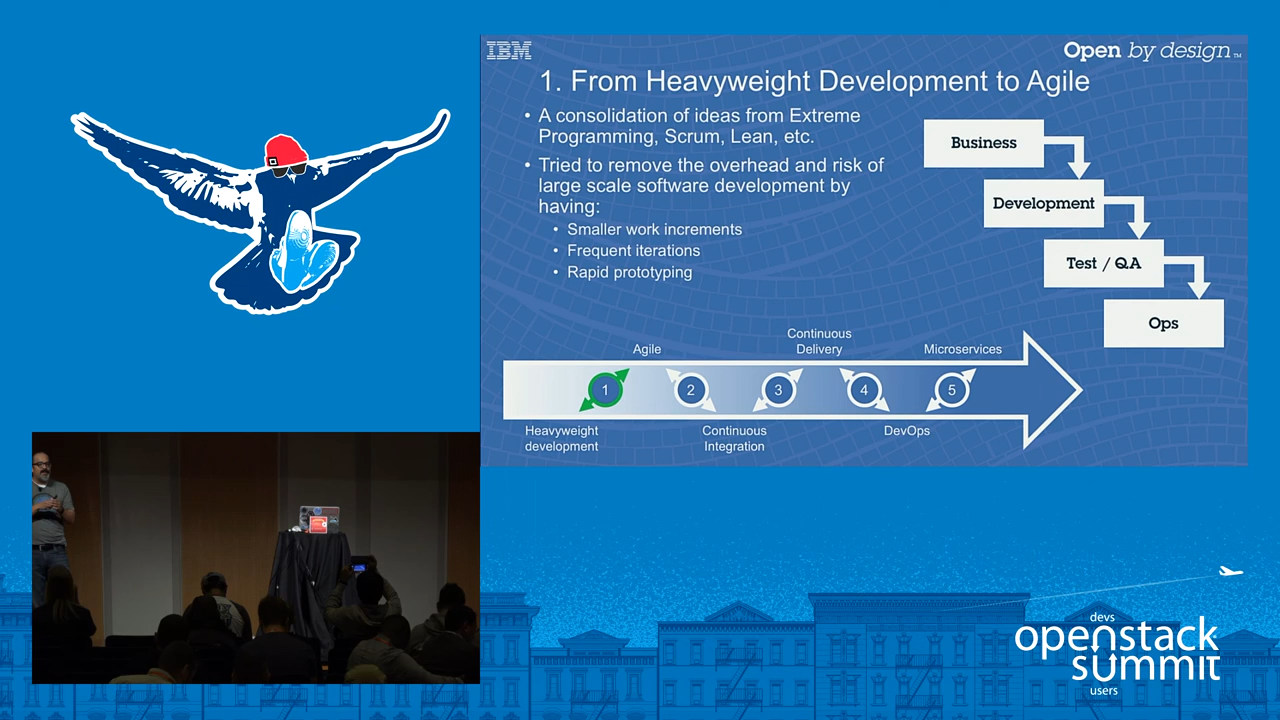 IBM
Open by design™
1. From Heavyweight Development to Agile
• A consolidation of ideas from Extreme
Programming, Scrum, Lean, etc.
• Tried to remove the overhead and risk of
large scale software development by
having:
• Smaller work increments
• Frequent iterations
• Rapid prototyping
Business
Development
Test / QA
Ops
Agile
Continuous
Delivery
Microservices
1
2
3
4
5
Heavyweight
development
Continuous
Integration
DevOps
devs
openstack
summit
users